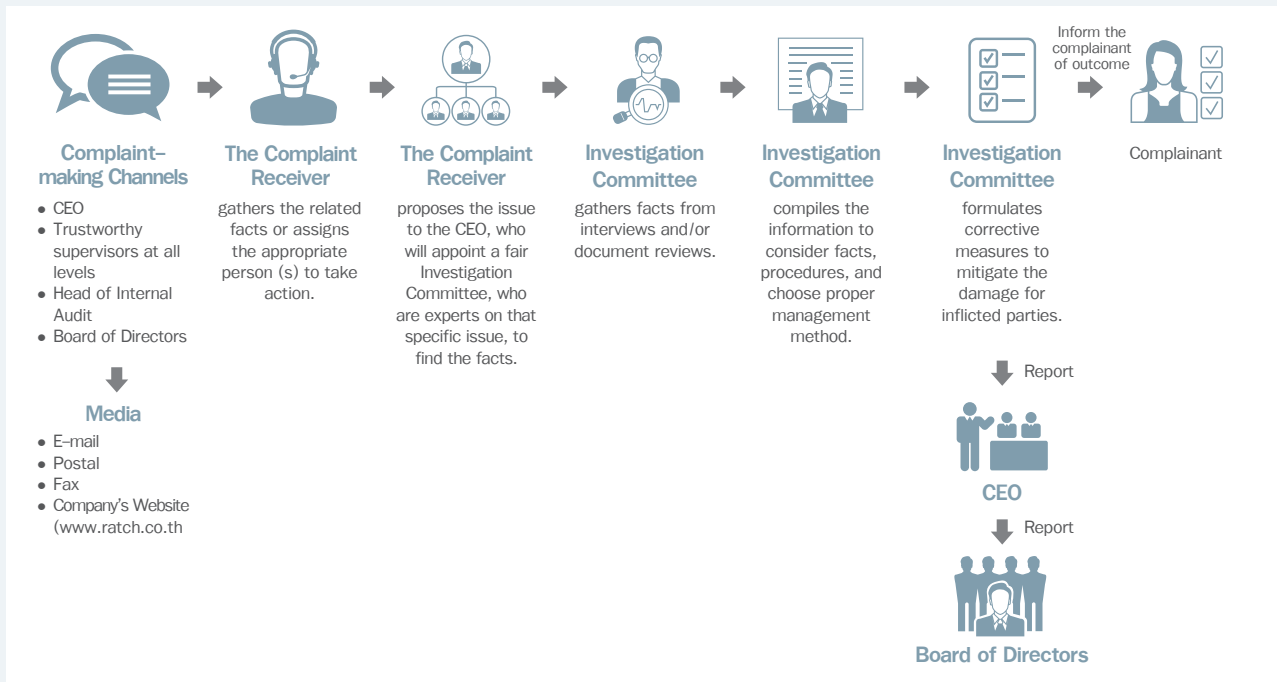 Complaint–
making Channels
● CEO
● Trustworthy
supervisors at all
levels
● Head of Internal
Audit
● Board of Directors
Media
● E–mail
● Postal
● Fax
● Company's Website
(www.ratch.co.th
The Complaint
Receiver
gathers the related
facts or assigns
the appropriate
person (s) to take
action.
The Complaint
Receiver
proposes the issue
to the CEO, who
will appoint a fair
Investigation
Committee, who
are experts on that
specific issue, to
find the facts.
Investigation
Committee
gathers facts from
interviews and/or
document reviews.
Investigation
Committee
compiles the
information to
consider facts,
procedures, and
choose proper
management
method.
Investigation
Committee
formulates
corrective
measures to
mitigate the
damage for
inflicted parties.
Report
CEO
Report
Board of Directors
Inform the
complainant
of outcome
Complainant